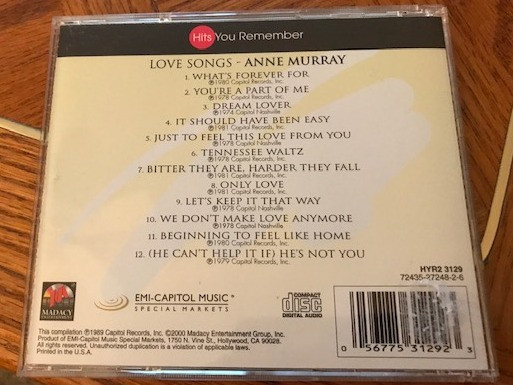 Hits You Remember
LOVE SONGS - ANNE MURRAY
1. WHAT'S FOREVER FOR
℗1980 Capitol Records, Inc.
2. YOU'RE A PART OF ME
℗1978 Capitol Records, Inc.
3. DREAM LOVER
℗1974 Capitol Nashville
4. IT SHOULD HAVE BEEN EASY
℗1981 Capitol Records, Inc.
5. JUST TO FEEL THIS LOVE FROM YOU
℗1978 Capitol Nashville
6. TENNESSEE WALTZ
℗1978 Capitol Records, Inc.
7. BITTER THEY ARE, HARDER THEY FALL
℗1981 Capitol Records, Inc.
8. ONLY LOVE
℗1981 Capitol Records, Inc.
9. LET'S KEEP IT THAT WAY
℗1978 Capitol Nashville
10. WE DON'T MAKE LOVE ANYMORE
℗1978 Capitol Nashville
11. BEGINNING TO FEEL LIKE HOME
℗1980 Capitol Records, Inc.
12. (HE CAN'T HELP IT IF) HE'S NOT YOU
℗1979 Capitol Records, Inc.
HYR2 3129
72435-27248-2-6
MADACY
ENTERTAINMENT
EMI-CAPITOL MUSIC®
SPECIAL MARKETS
COMPACT
disc
DIGITAL AUDIO
0 56775 31292 3
This compilation ℗1989 Capitol Records, Inc. ©2000 Madacy Entertainment Group, Inc.
Product of EMI-Capitol Music Special Markets, 1750 N. Vine St., Hollywood, CA 90028.
All rights reserved. Unauthorized duplication is a violation of applicable laws.
Printed in the U.S.A.